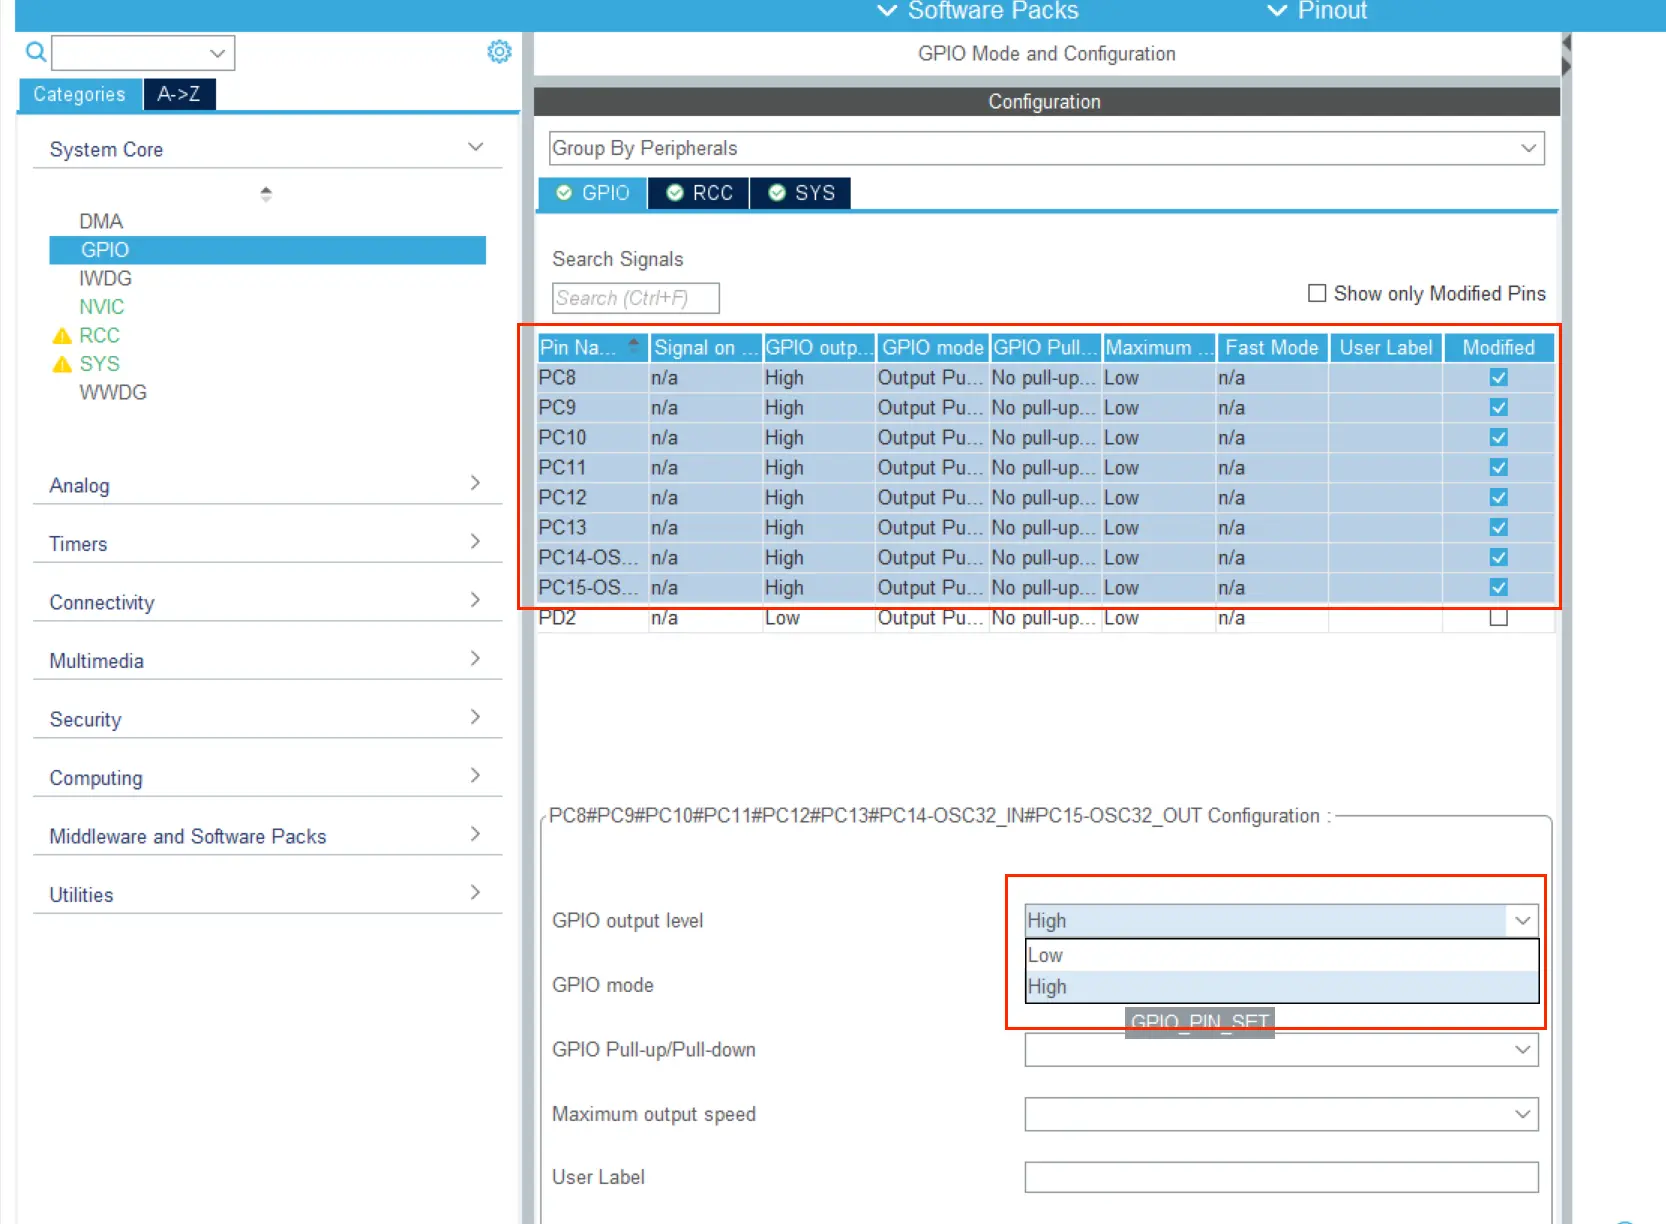 Software Packs
Pinout
GPIO Mode and Configuration
Categories
A->Z
Configuration
System Core
Group By Peripherals
GPIO
RCC
SYS
DMA
GPIO
IWDG
NVIC
RCC
SYS
WWDG
Search Signals
Search (Ctrl+F)
Show only Modified Pins
Pin Na... Signal on ... GPIO outp... GPIO mode GPIO Pull... Maximum ... Fast Mode User Label Modified
PC8 n/a High Output Pu... No pull-up... Low n/a
PC9 n/a High Output Pu... No pull-up... Low n/a
PC10 n/a High Output Pu... No pull-up... Low n/a
PC11 n/a High Output Pu... No pull-up... Low n/a
PC12 n/a High Output Pu... No pull-up... Low n/a
PC13 n/a High Output Pu... No pull-up... Low n/a
PC14-OS... n/a High Output Pu... No pull-up... Low n/a
PC15-OS... n/a High Output Pu... No pull-up... Low n/a
PD2 n/a Low Output Pu... No pull-up... Low n/a
Analog
Timers
Connectivity
Multimedia
Security
Computing
Middleware and Software Packs
Utilities
PC8#PC9#PC10#PC11#PC12#PC13#PC14-OSC32_IN#PC15-OSC32_OUT Configuration :
GPIO output level
High
Low
High
GPIO mode
GPIO_PIN_SET
GPIO Pull-up/Pull-down
Maximum output speed
User Label